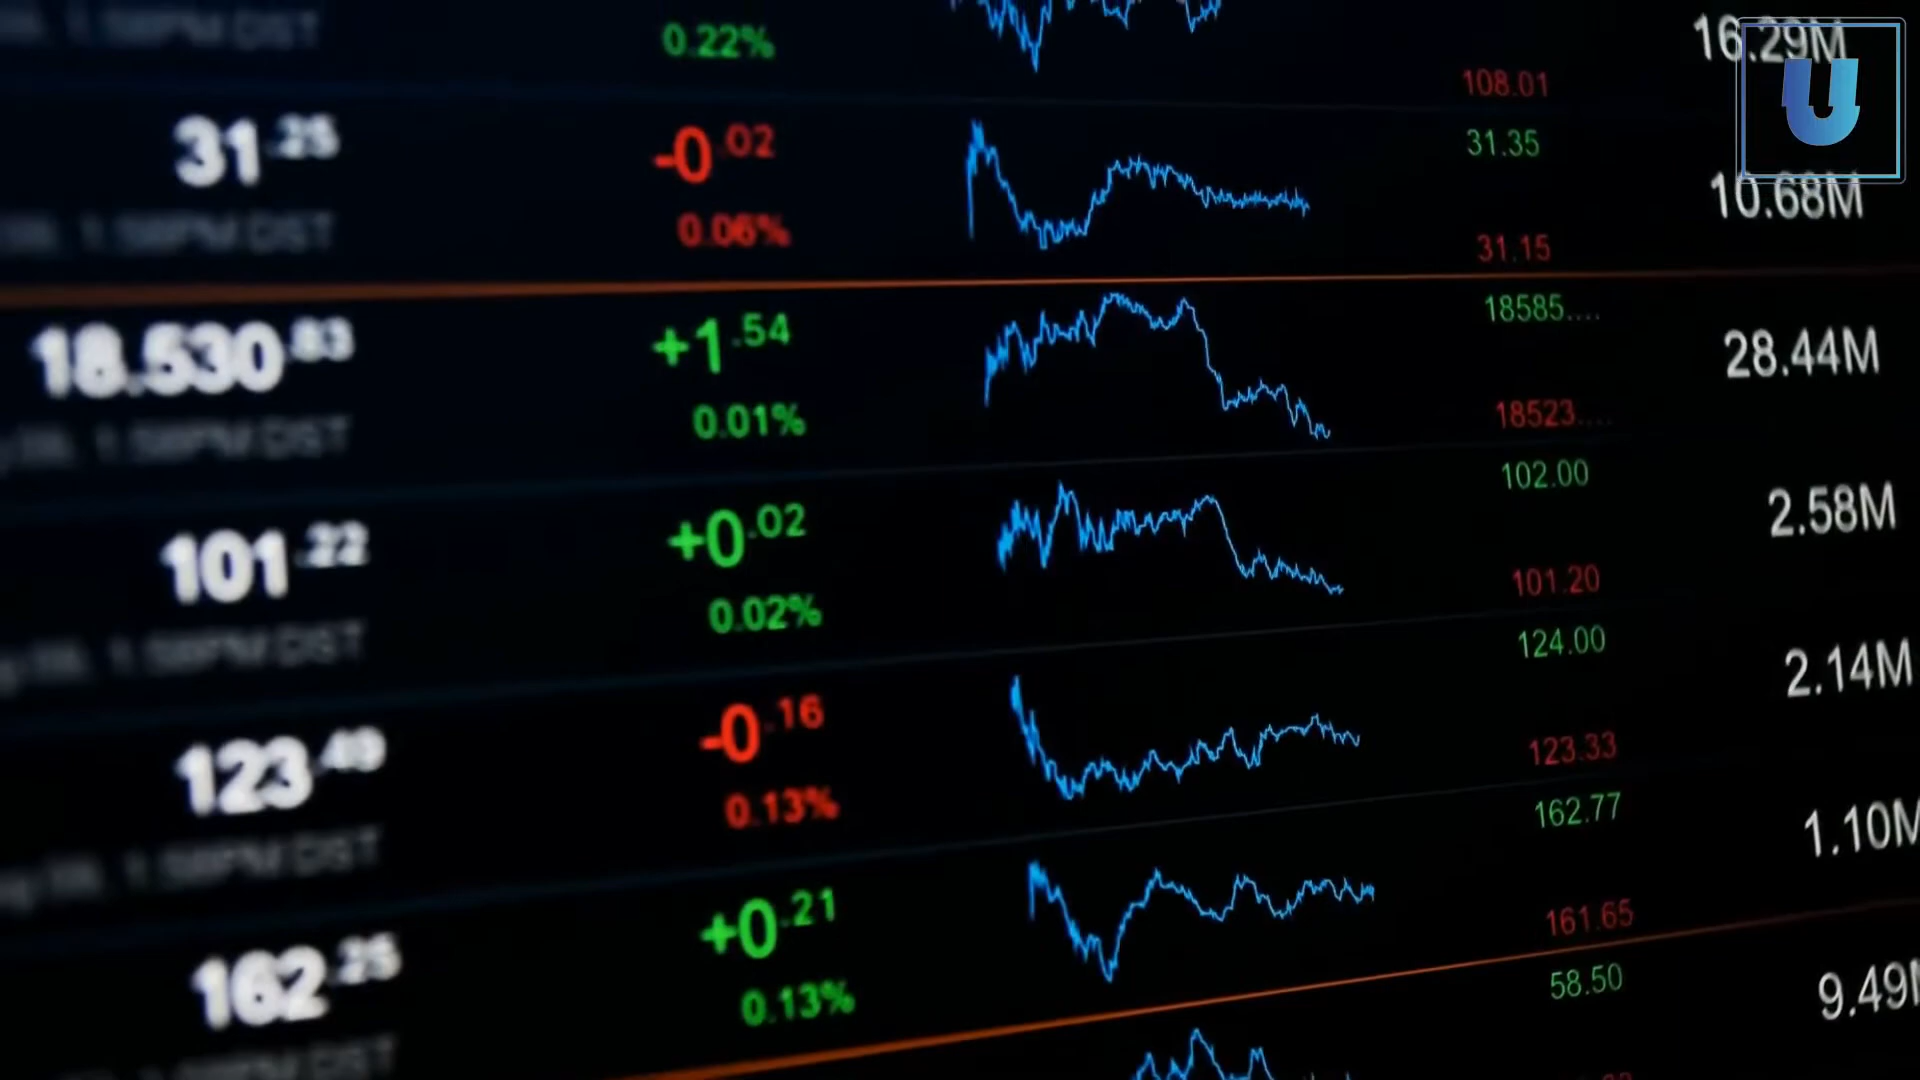 0.22% 16.29M
108.01
31.25 -0.02 31.35
0.06% 31.15 10.68M
18.530.83 +1.54 18585.... 28.44M
0.01% 18523....
101.22 +0.02 102.00 2.58M
0.02% 101.20
123.49 -0.16 124.00 2.14M
0.13% 123.33
162.25 +0.21 162.77 1.10M
0.13% 161.65
58.50 9.49M
U